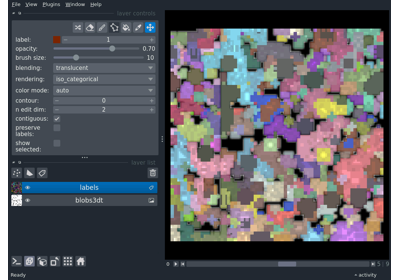 File View Plugins Window Help
layer controls
label: 1
opacity: 0.70
brush size: 10
blending: translucent
rendering: iso_categorical
color mode: auto
contour: 0
n edit dim: 2
contiguous:
preserve
labels:
show
selected:
layer list
labels
blobs3dt
activity